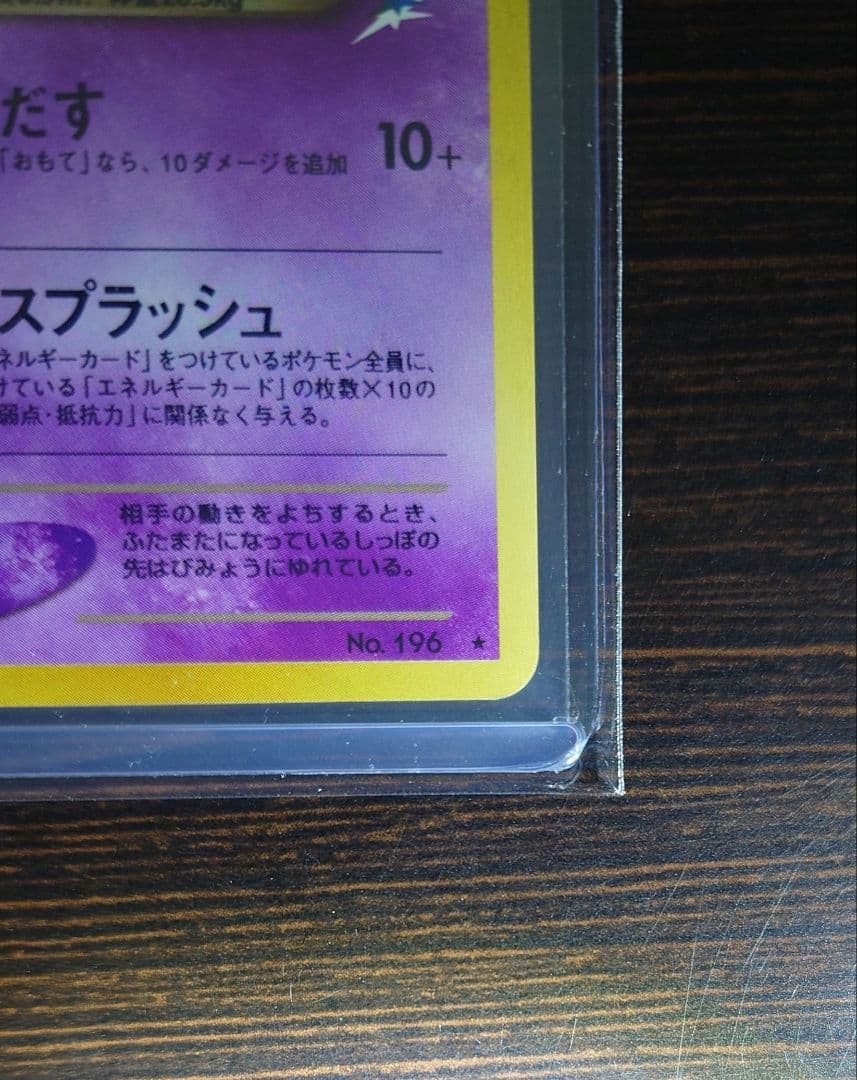 だす
「おもて」なら、10ダメージを追加
10+
スプラッシュ
ネルギーカード」をつけているポケモン全員に、
けている「エネルギーカード」の枚数×10の
弱点・抵抗力」に関係なく与える。
相手の動きをよちするとき、
ふたまたになっているしっぽの
先はびみょうにゆれている。
No. 196 ★